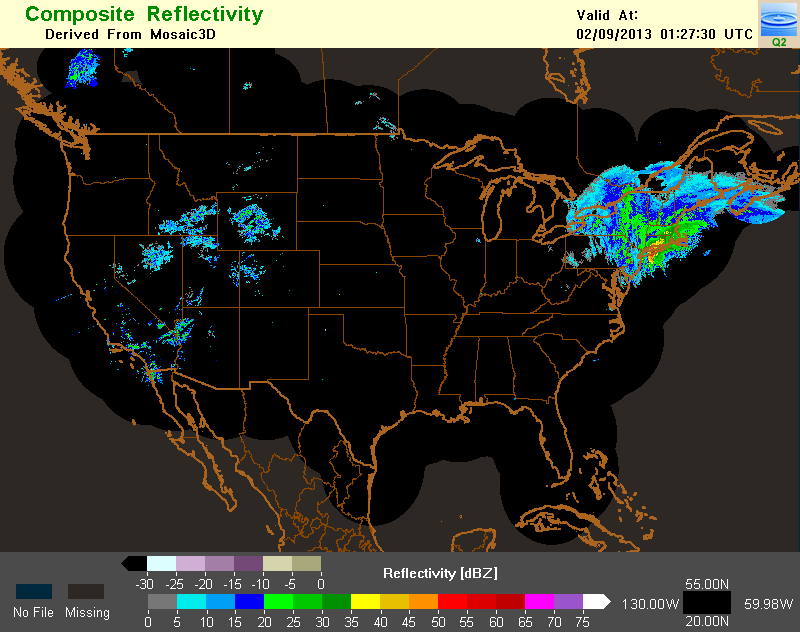 Composite Reflectivity
Derived From Mosaic3D
Valid At:
02/09/2013 01:27:30 UTC
Q2
-30 -25 -20 -15 -10 -5 0
Reflectivity [dBZ]
No File Missing
0 5 10 15 20 25 30 35 40 45 50 55 60 65 70 75
55.00N
130.00W 59.98W
20.00N